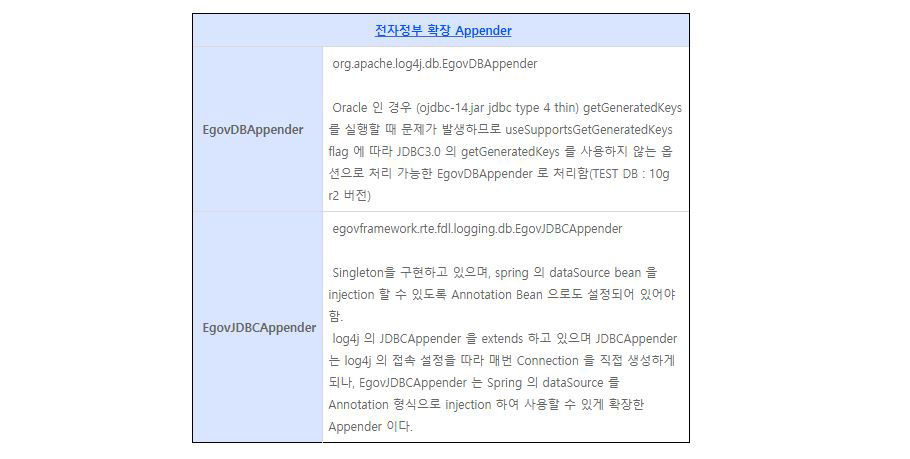 전자정부 확장 Appender
EgovDBAppender
org.apache.log4j.db.EgovDBAppender
Oracle 인 경우 (ojdbc-14.jar jdbc type 4 thin) getGeneratedKeys
를 실행할 때 문제가 발생하므로 useSupportsGetGeneratedKeys
flag 에 따라 JDBC3.0 의 getGeneratedKeys 를 사용하지 않는 옵
션으로 처리 가능한 EgovDBAppender 로 처리함(TEST DB : 10g
r2 버전)
EgovJDBCAppender
egovframework.rte.fdl.logging.db.EgovJDBCAppender
Singleton을 구현하고 있으며, spring 의 dataSource bean 을
injection 할 수 있도록 Annotation Bean 으로도 설정되어 있어야
함.
log4j 의 JDBCAppender 을 extends 하고 있으며 JDBCAppender
는 log4j 의 접속 설정을 따라 매번 Connection 을 직접 생성하게
되나, EgovJDBCAppender 는 Spring 의 dataSource 를
Annotation 형식으로 injection 하여 사용할 수 있게 확장한
Appender 이다.